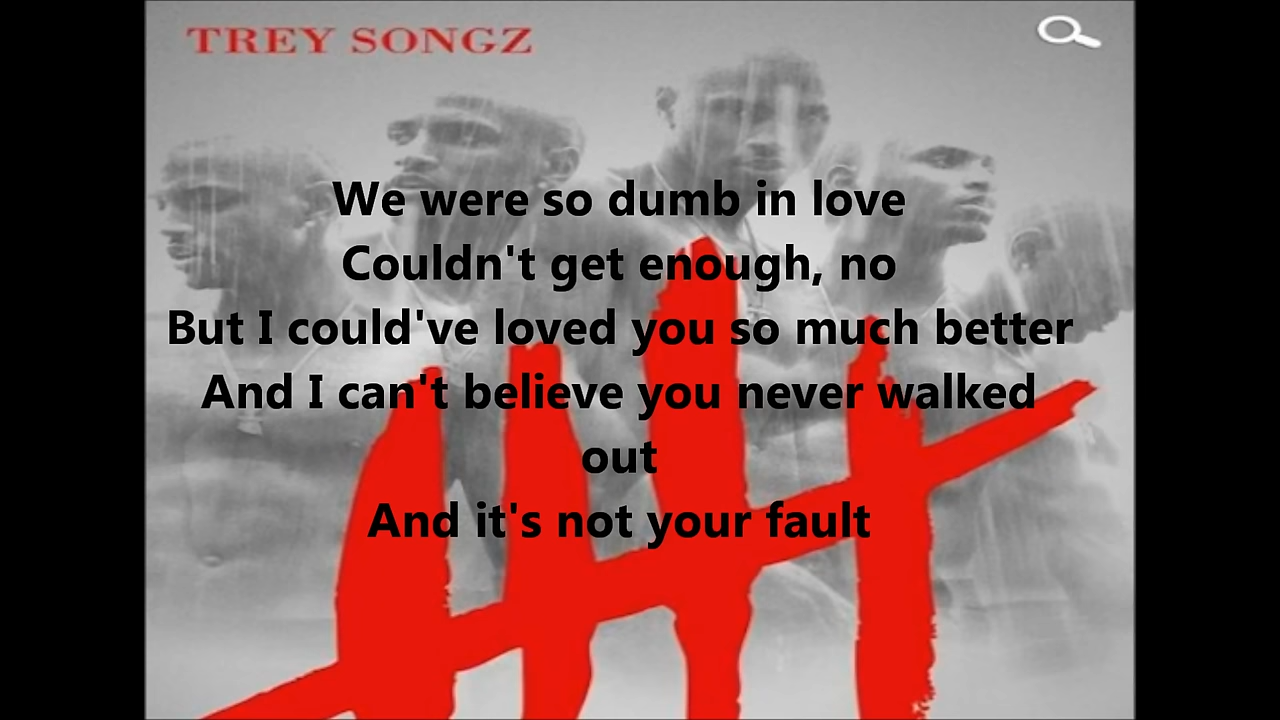 TREY SONGZ
We were so dumb in love
Couldn't get enough, no
But I could've loved you so much better
And I can't believe you never walked
out
And it's not your fault